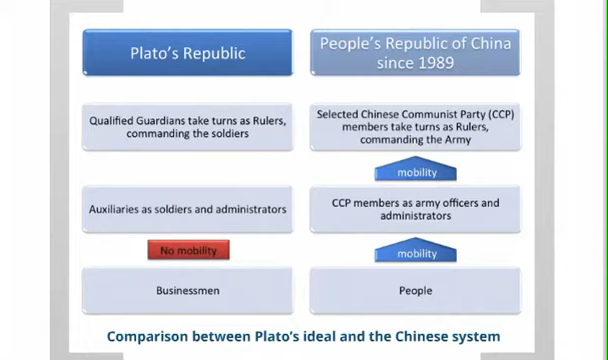 Plato's Republic
People's Republic of China
since 1989
Qualified Guardians take turns as Rulers,
commanding the soldiers
Selected Chinese Communist Party (CCP)
members take turns as Rulers,
commanding the Army
mobility
Auxiliaries as soldiers and administrators
CCP members as army officers and
administrators
No mobility
mobility
Businessmen
People
Comparison between Plato's ideal and the Chinese system